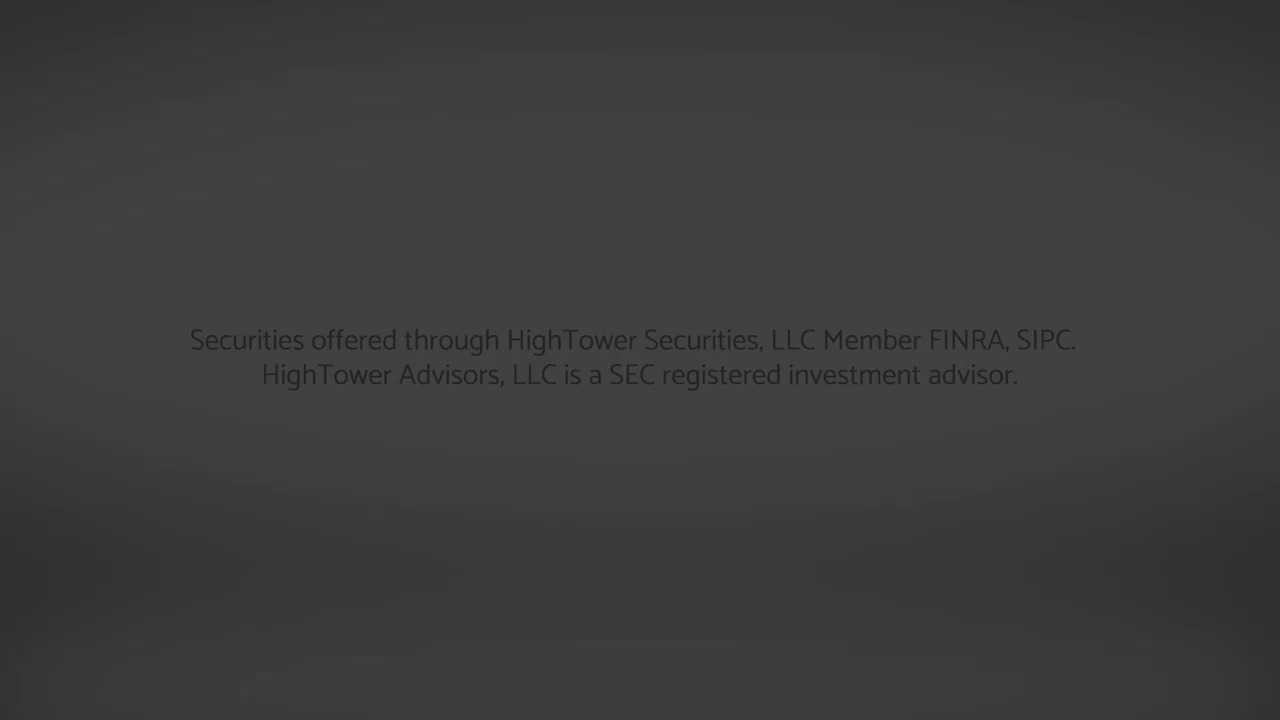 Securities offered through HighTower Securities, LLC Member FINRA, SIPC.
HighTower Advisors, LLC is a SEC registered investment advisor.